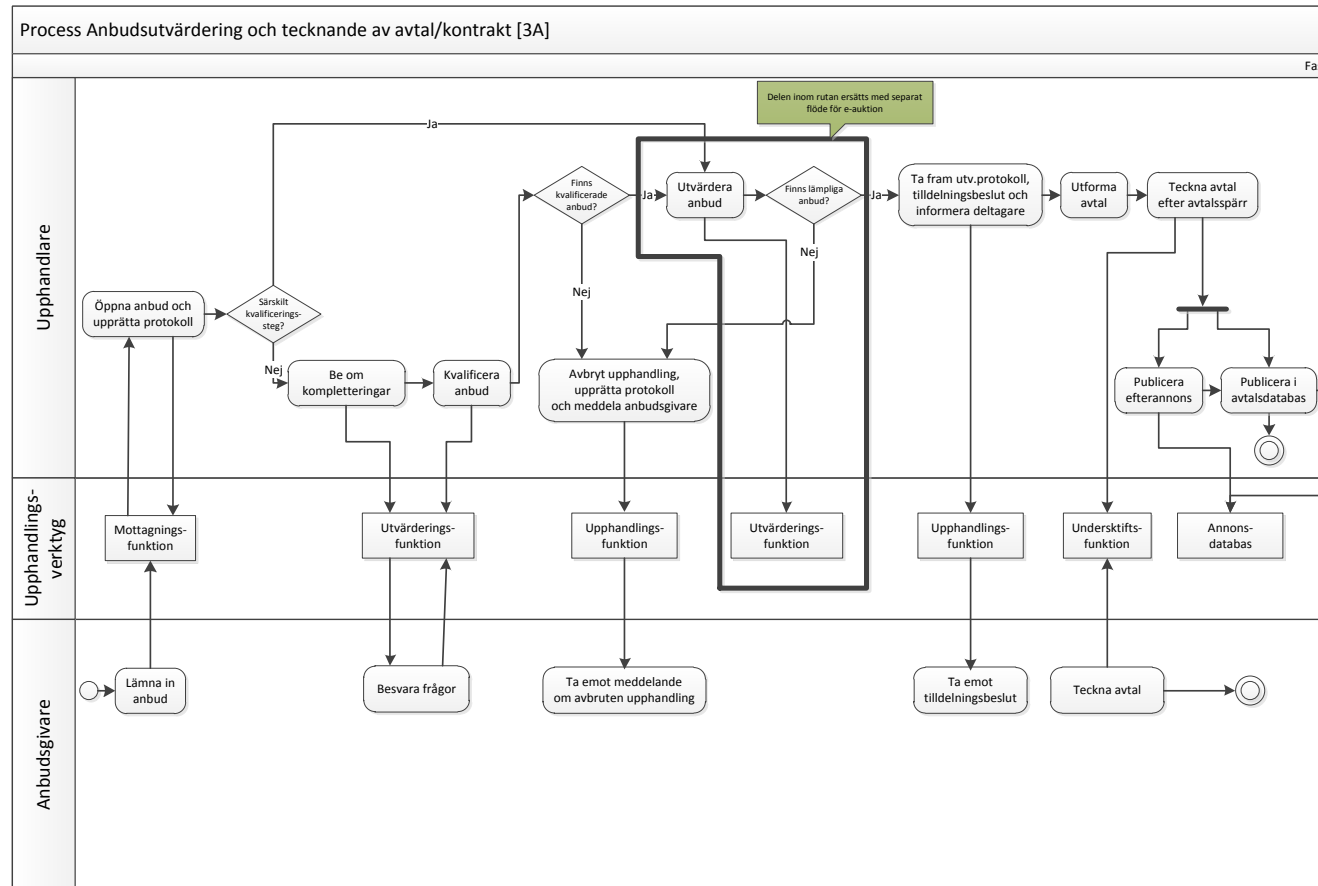 Process Anbudsutvärdering och tecknande av avtal/kontrakt [3A]
Fas
Upphandlare
Delen inom rutan ersätts med separat
flöde för e-auktion
Ja
Finns
kvalificerade
anbud?
Ja
Utvärdera
anbud
Finns lämpliga
anbud?
Ja
Ta fram utv.protokoll,
tilldelningsbeslut och
informera deltagare
Utforma
avtal
Teckna avtal
efter avtalsspärr
Nej
Nej
Öppna anbud och
upprätta protokoll
Särskilt
kvalificerings-
steg?
Nej
Be om
kompletteringar
Kvalificera
anbud
Avbryt upphandling,
upprätta protokoll
och meddela anbudsgivare
Publicera
efterannons
Publicera i
avtalsdatabas
Upphandlings-
verktyg
Mottagnings-
funktion
Utvärderings-
funktion
Upphandlings-
funktion
Utvärderings-
funktion
Upphandlings-
funktion
Underskifts-
funktion
Annons-
databas
Anbudsgivare
Lämna in
anbud
Besvara frågor
Ta emot meddelande
om avbruten upphandling
Ta emot
tilldelningsbeslut
Teckna avtal